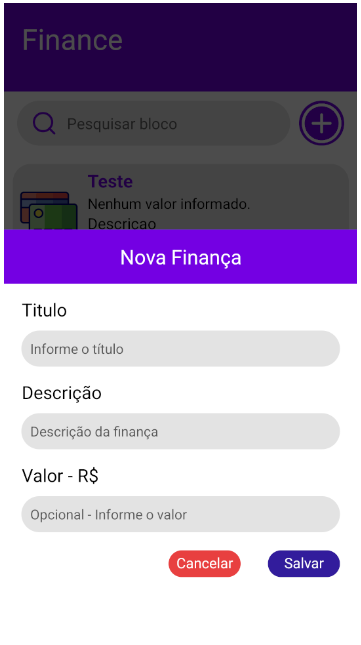 Finance
Pesquisar bloco
Teste
Nenhum valor informado.
Descricao
Nova Finança
Titulo
Informe o título
Descrição
Descrição da finança
Valor - R$
Opcional - Informe o valor
Cancelar Salvar